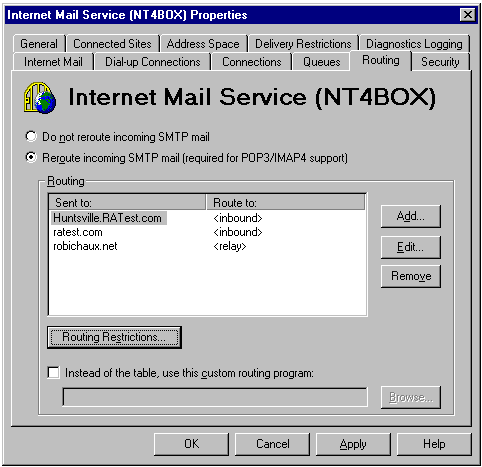 Internet Mail Service (NT4BOX) Properties
General Connected Sites Address Space Delivery Restrictions Diagnostics Logging
Internet Mail Dial-up Connections Connections Queues Routing Security
Internet Mail Service (NT4BOX)
Do not reroute incoming SMTP mail
Reroute incoming SMTP mail (required for POP3/IMAP4 support)
Routing
Sent to: Route to:
Huntsville.RATest.com <inbound>
ratest.com <inbound>
robichaux.net <relay>
Add...
Edit...
Remove
Routing Restrictions...
Instead of the table, use this custom routing program:
Browse...
OK Cancel Apply Help